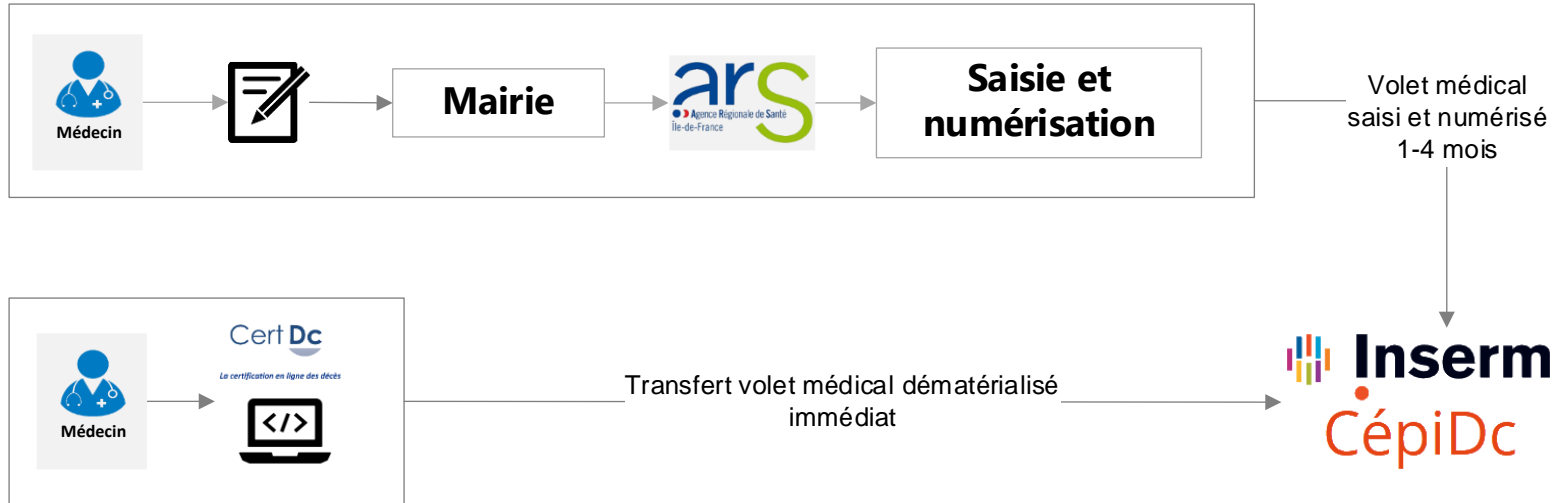 Médecin
Mairie
ars
Agence Régionale de Santé
Île-de-France
Saisie et
numérisation
Volet médical
saisi et numérisé
1-4 mois
Médecin
Cert Dc
La certification en ligne des décès
</>
Transfert volet médical dématérialisé
immédiat
Inserm
CépiDc